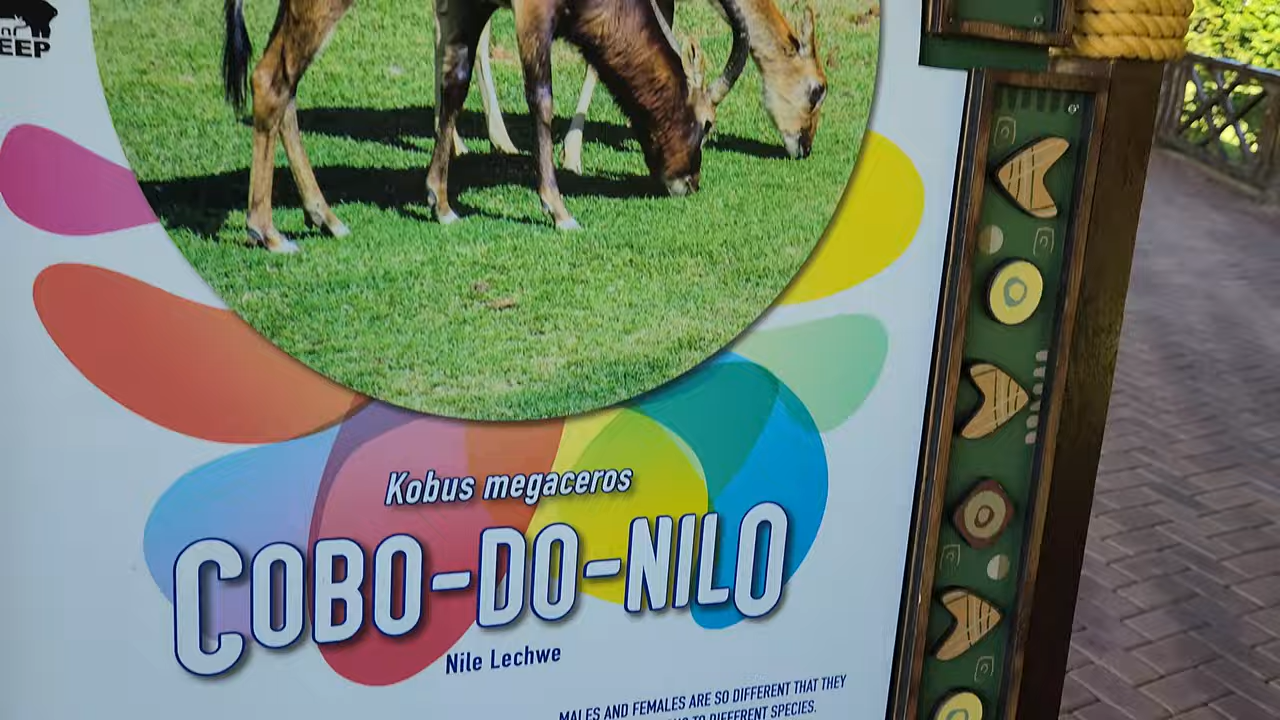 EEP
Kobus megaceros
COBO-DO-NILO
Nile Lechwe
MALES AND FEMALES ARE SO DIFFERENT THAT THEY
TO DIFFERENT SPECIES.